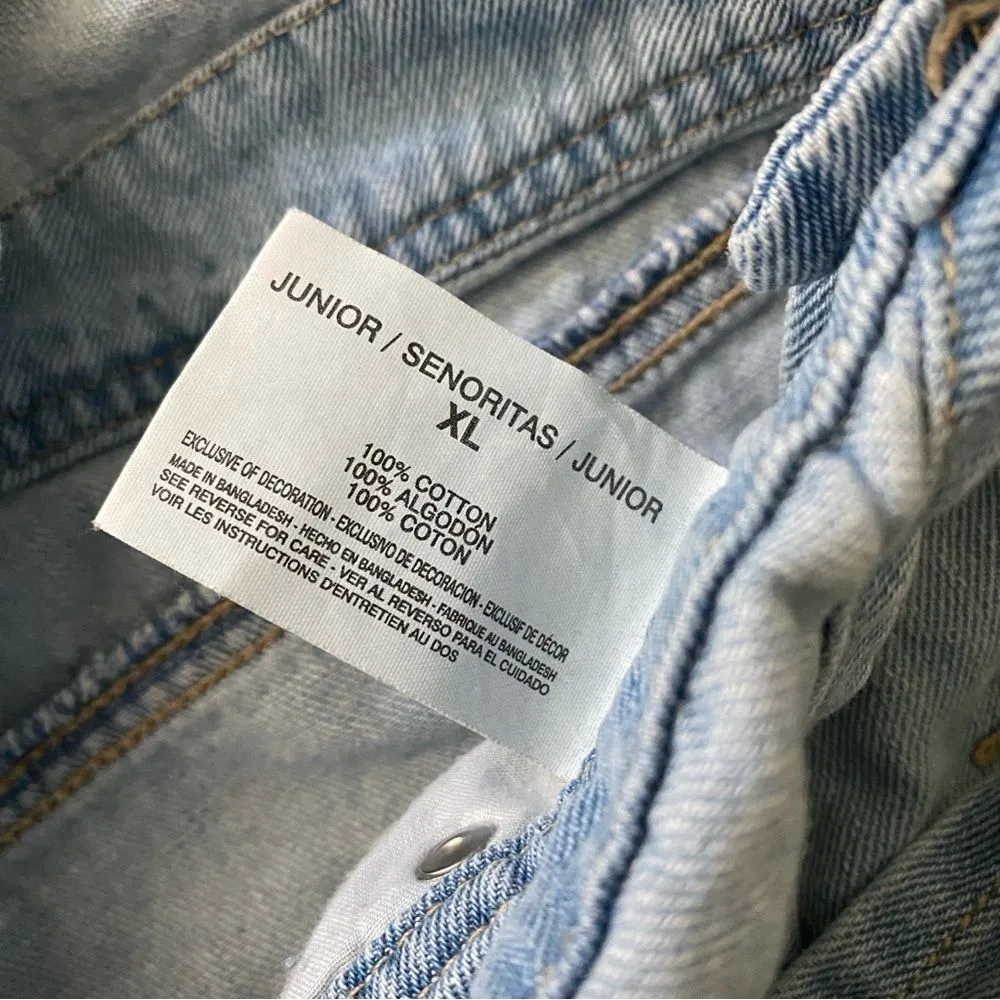 JUNIOR / SENORITAS / JUNIOR
XL
100% COTTON
100% ALGODON
100% COTON
EXCLUSIVE OF DECORATION - EXCLUSIVO DE DECORACION - EXCLUSIF DE DÉCOR
MADE IN BANGLADESH - HECHO EN BANGLADESH - FABRIQUE AU BANGLADESH
SEE REVERSE FOR CARE - VER AL REVERSO PARA EL CUIDADO
VOIR LES INSTRUCTIONS D'ENTRETIEN AU DOS